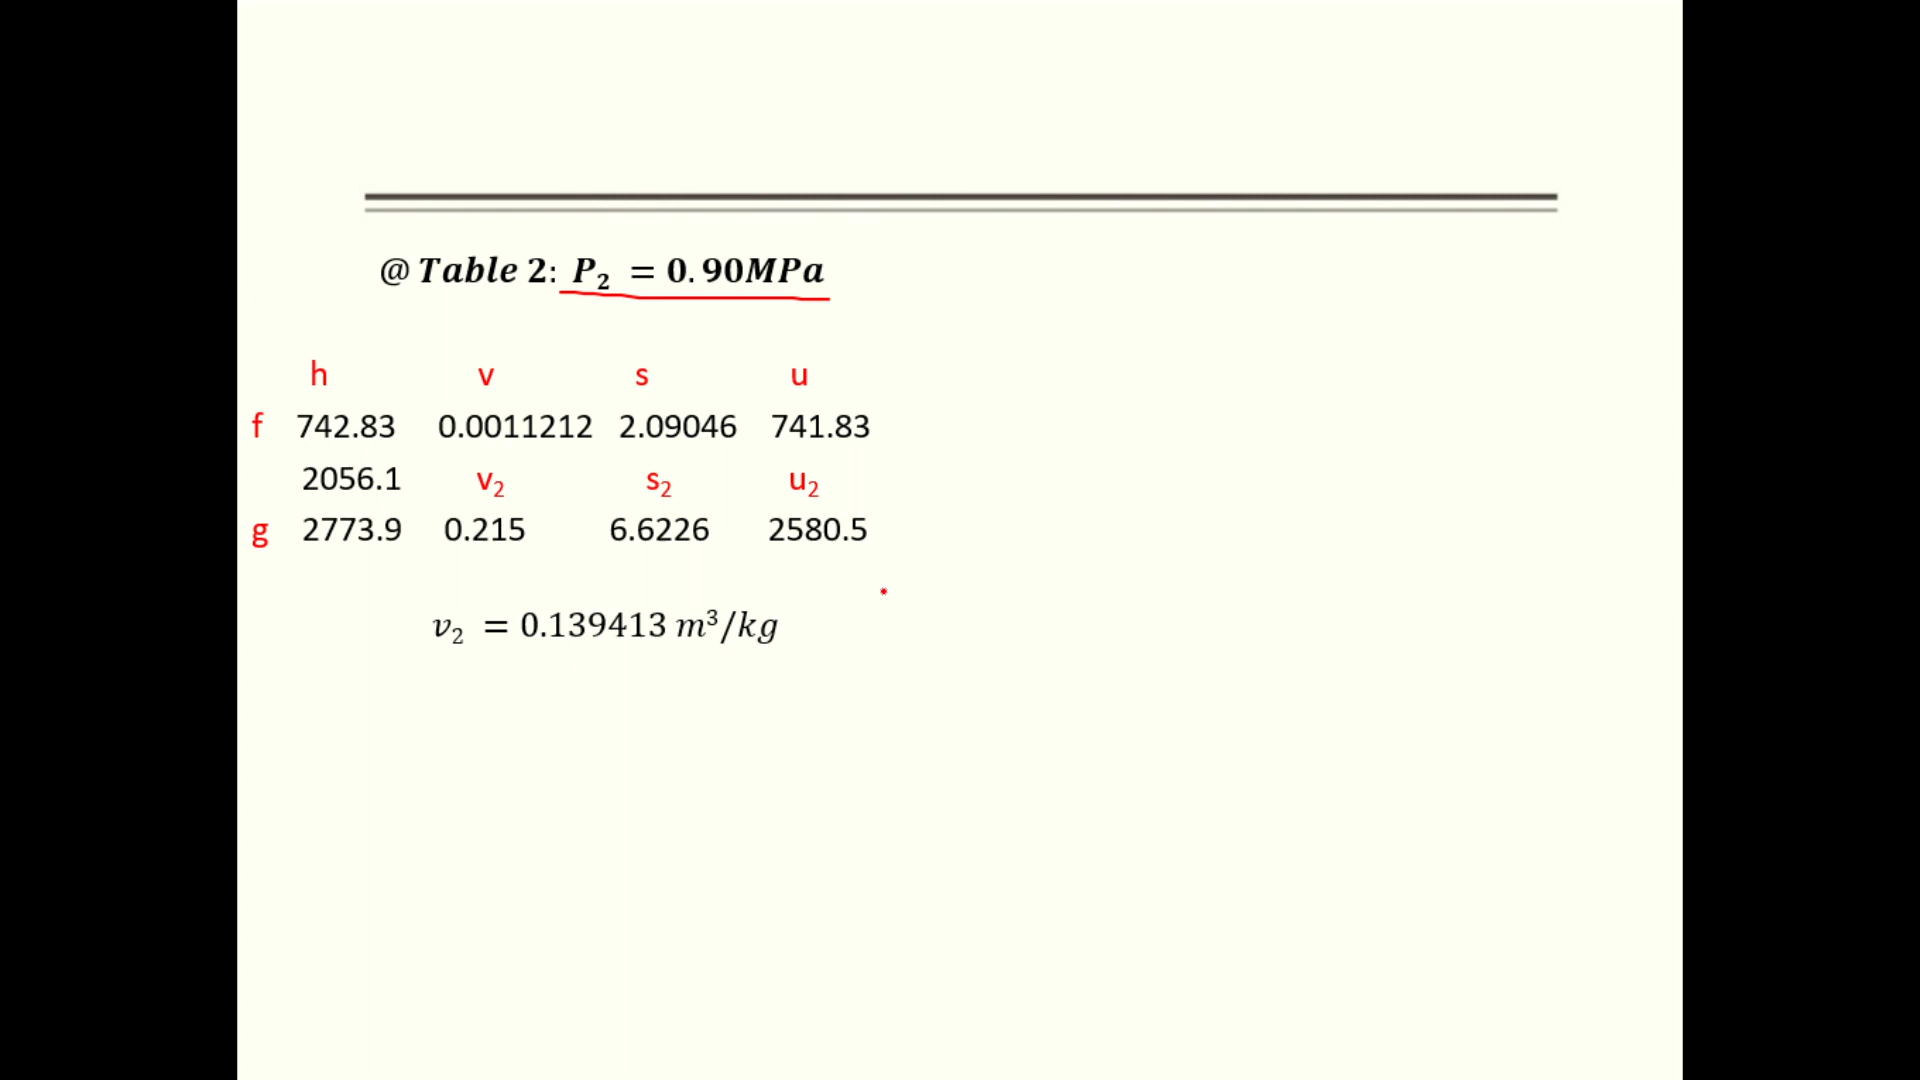 @ Table 2: P₂ = 0.90MPa
h v s u
f 742.83 0.0011212 2.09046 741.83
2056.1 v₂ s₂ u₂
g 2773.9 0.215 6.6226 2580.5
v₂ = 0.139413 m³/kg